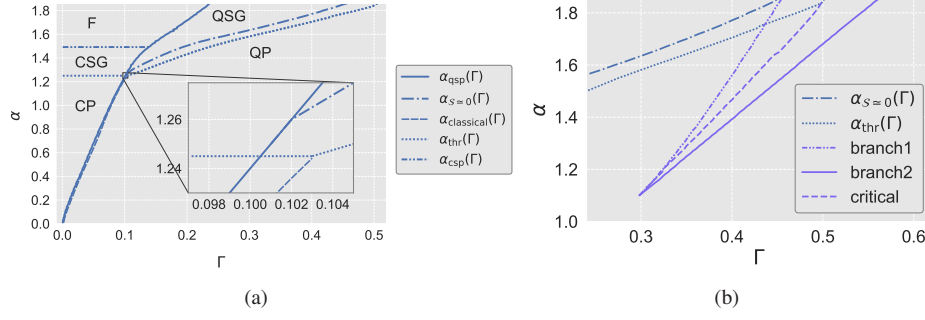 F
QSG
CSG
QP
CP
1.8
1.6
1.4
1.2
1.0
0.8
0.6
0.4
0.2
0.0
α
1.26
1.24
0.098 0.100 0.102 0.104
0.0 0.1 0.2 0.3 0.4 0.5
Γ
α_qsp(Γ)
α_{S≃0}(Γ)
α_classical(Γ)
α_thr(Γ)
α_csp(Γ)
(a)
1.8
1.6
1.4
1.2
1.0
α
α_{S≃0}(Γ)
α_thr(Γ)
branch1
branch2
critical
0.3 0.4 0.5 0.6
Γ
(b)